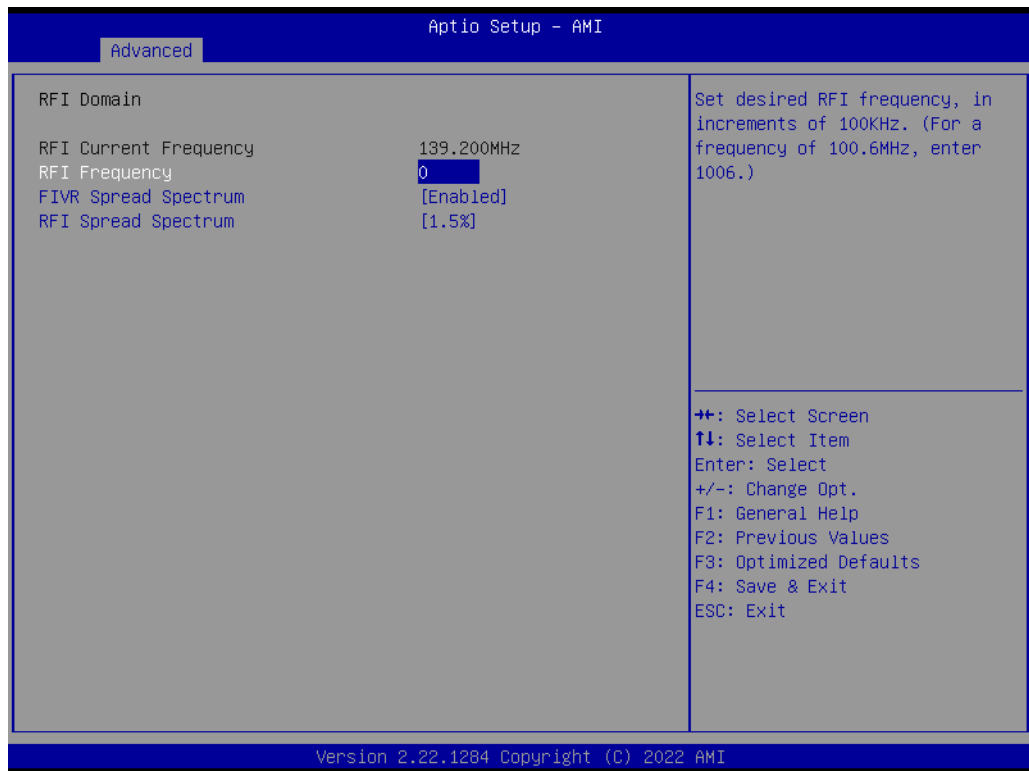 Aptio Setup – AMI
Advanced
RFI Domain
RFI Current Frequency 139.200MHz
RFI Frequency 0
FIVR Spread Spectrum [Enabled]
RFI Spread Spectrum [1.5%]
Set desired RFI frequency, in
increments of 100KHz. (For a
frequency of 100.6MHz, enter
1006.)
→←: Select Screen
↑↓: Select Item
Enter: Select
+/-: Change Opt.
F1: General Help
F2: Previous Values
F3: Optimized Defaults
F4: Save & Exit
ESC: Exit
Version 2.22.1284 Copyright (C) 2022 AMI